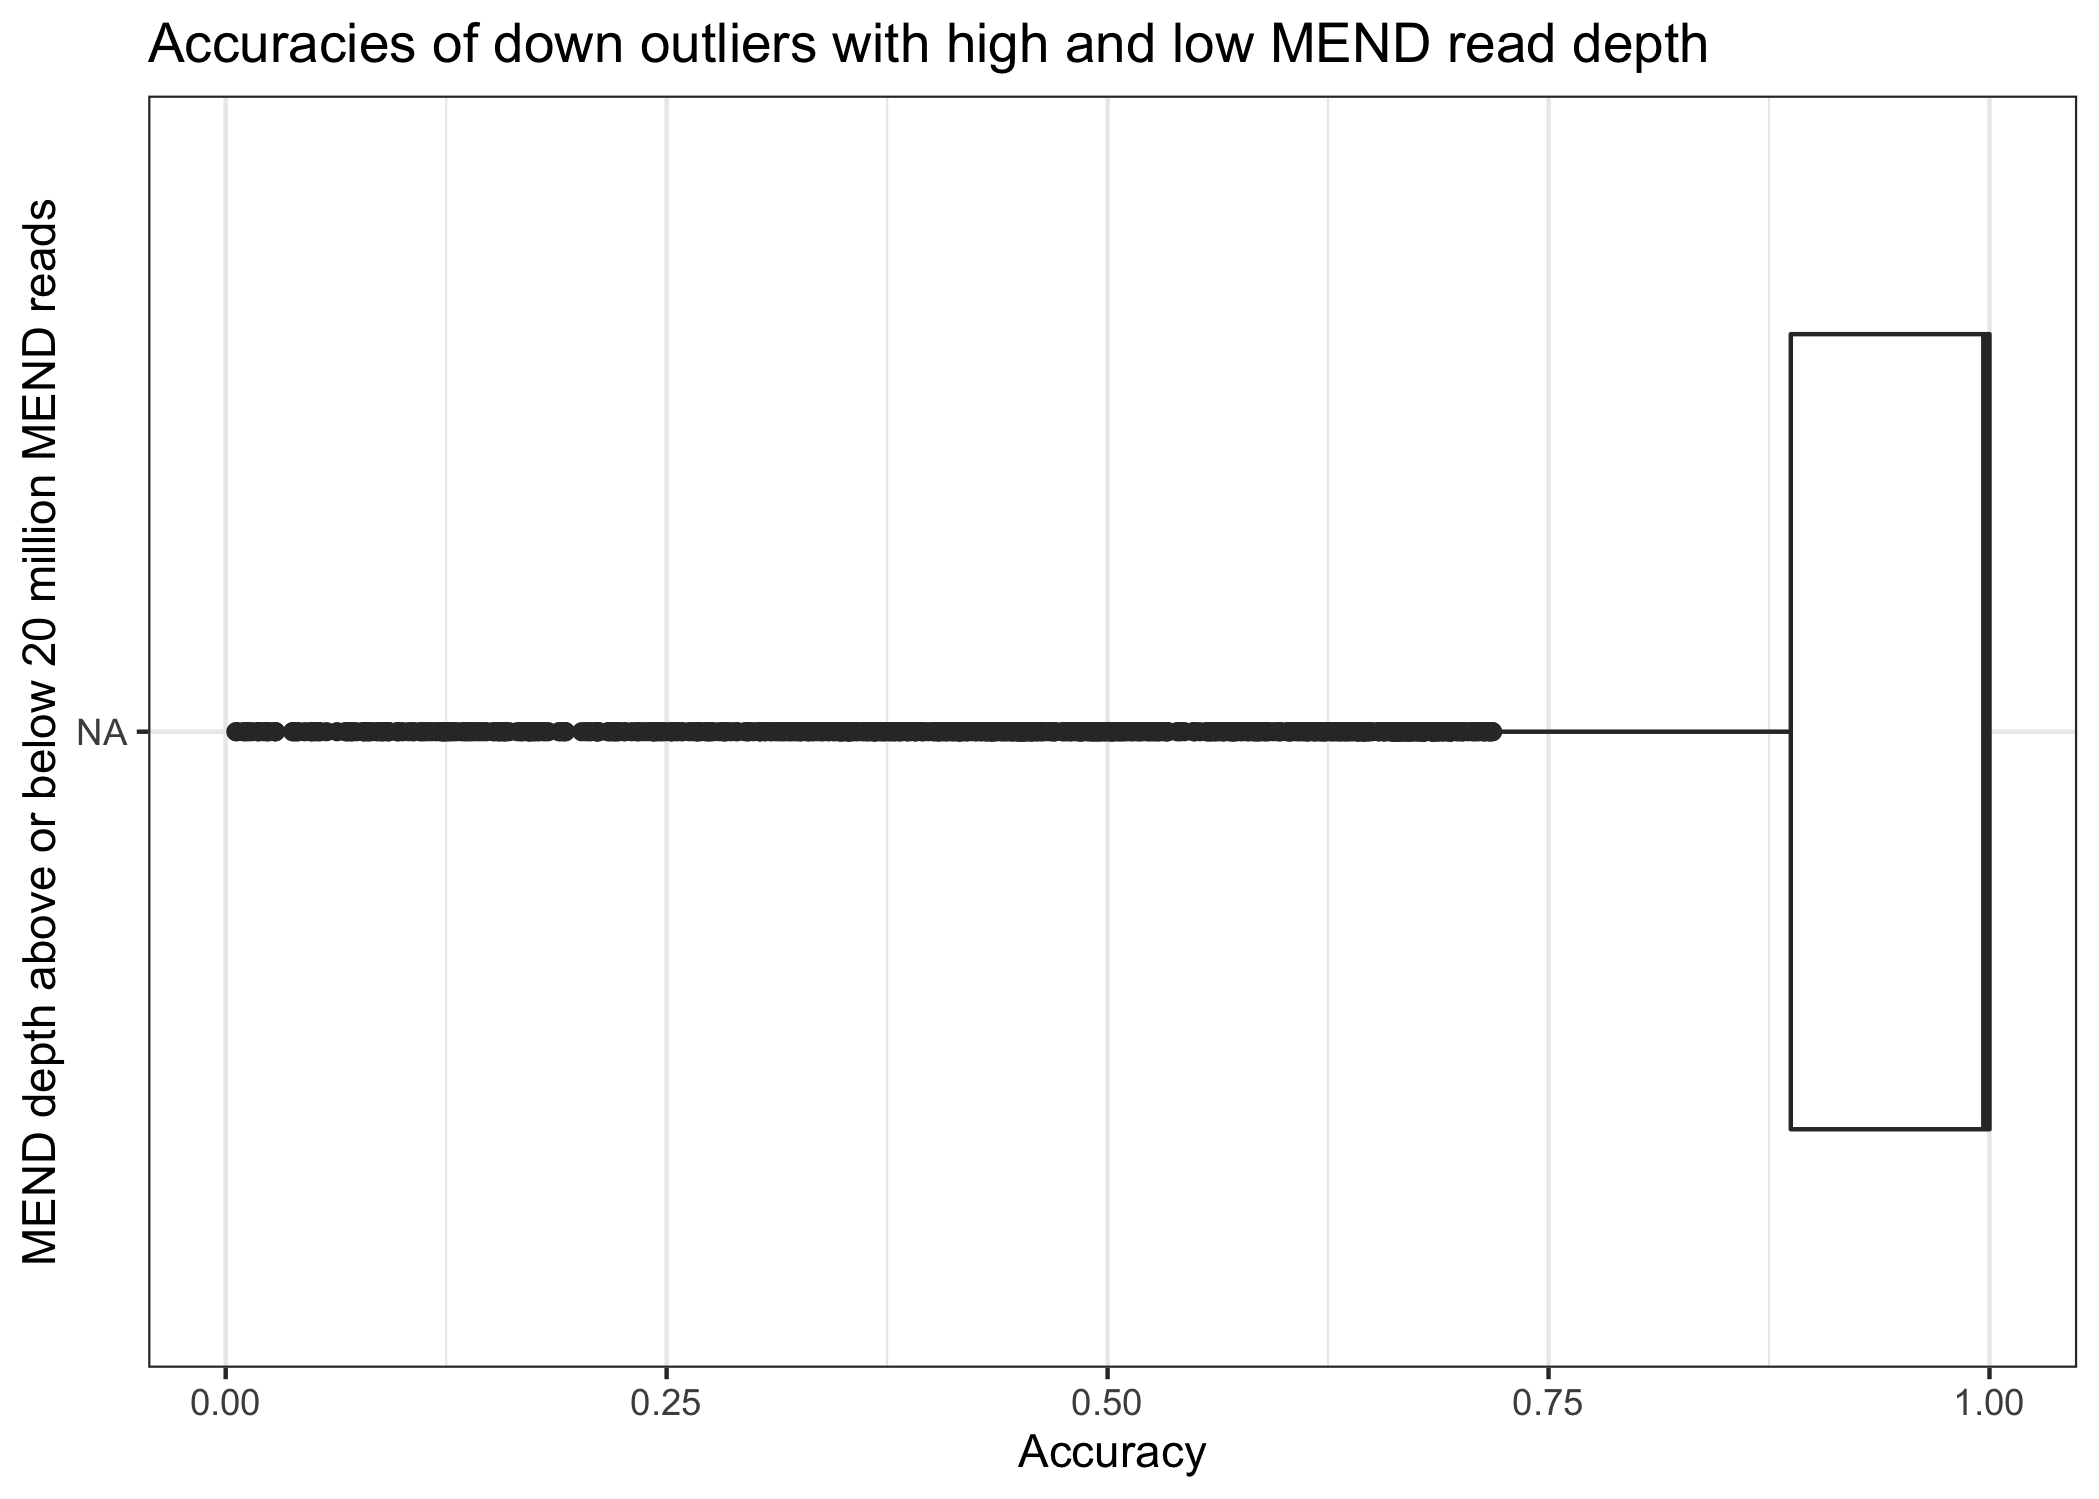 Accuracies of down outliers with high and low MEND read depth
MEND depth above or below 20 million MEND reads
NA
0.00 0.25 0.50 0.75 1.00
Accuracy